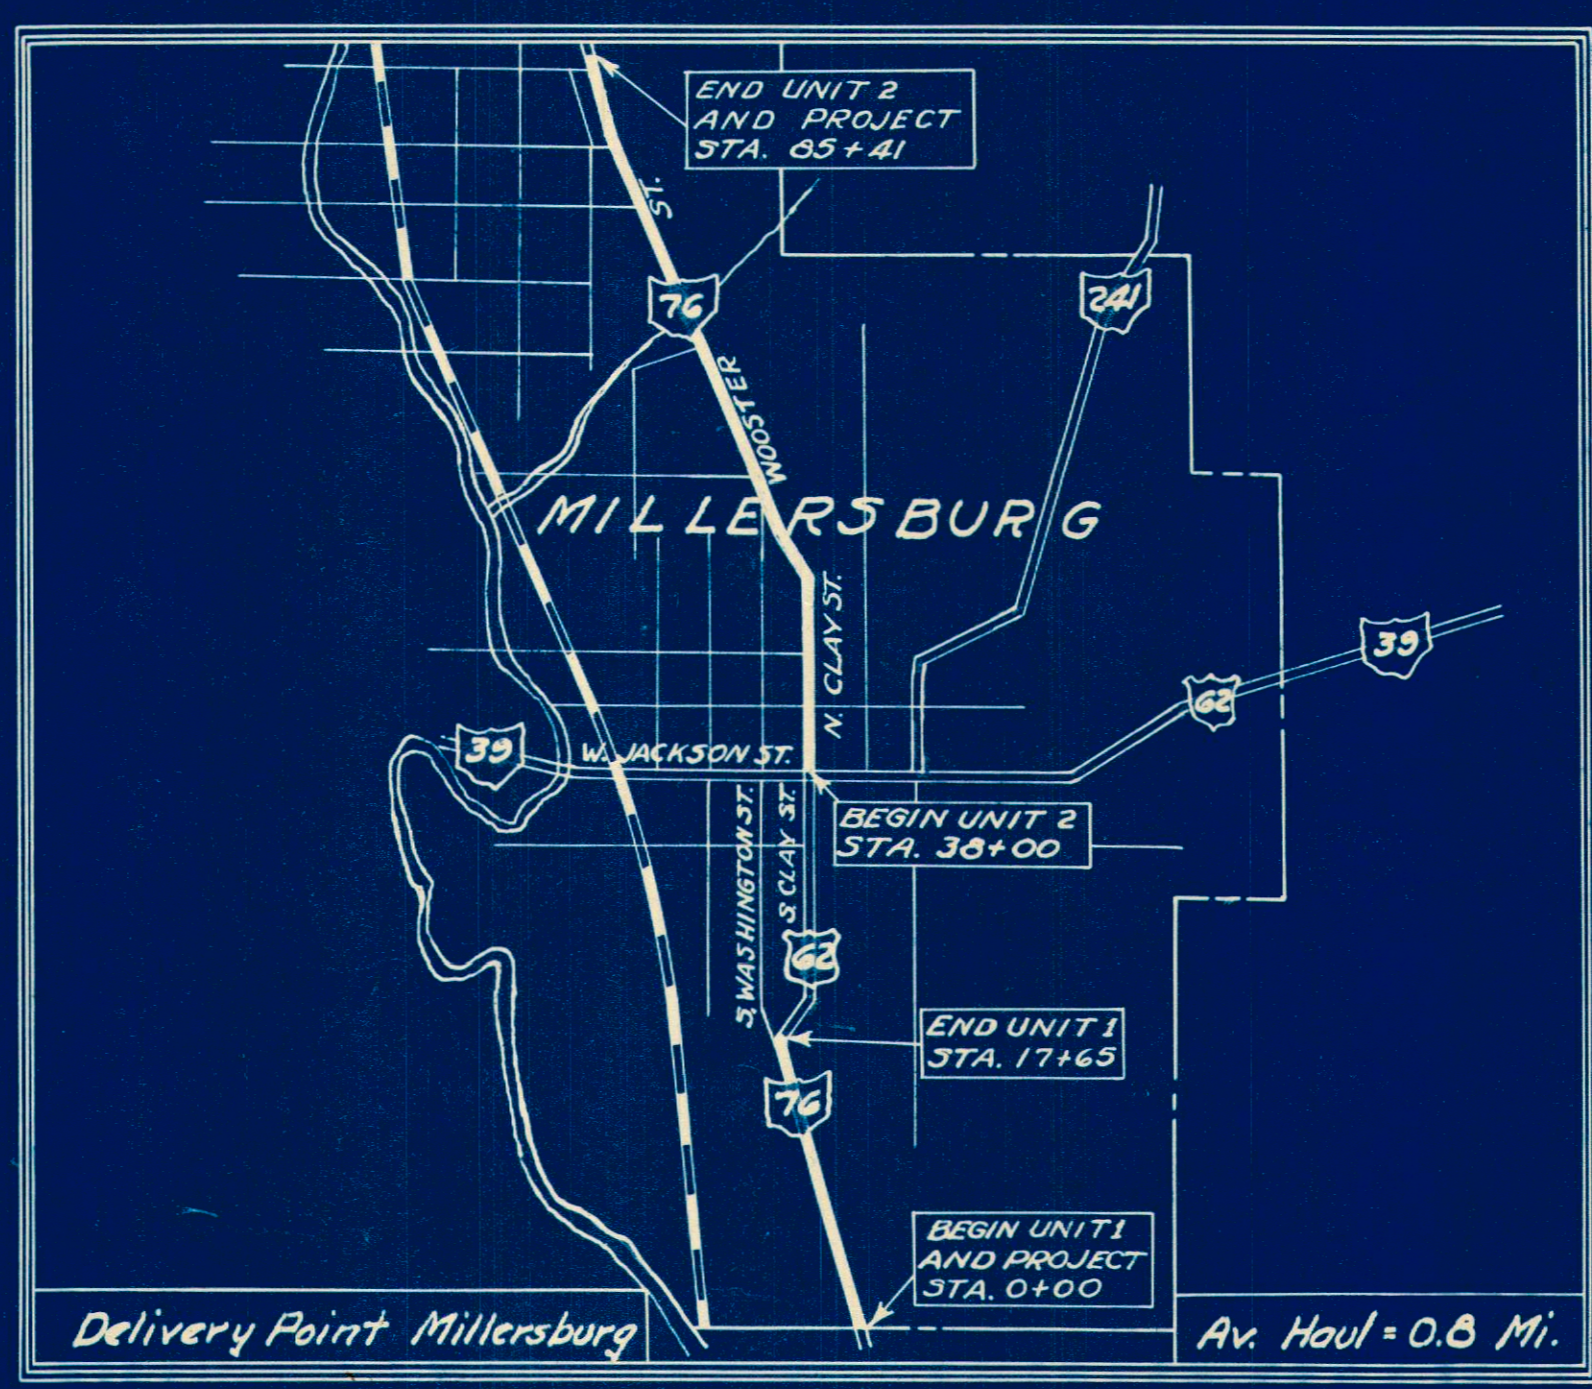 END UNIT 2
AND PROJECT
STA. 85+41
ST.
76
241
WOOSTER
MILLERSBURG
N. CLAY ST.
39
62
39
W. JACKSON ST.
BEGIN UNIT 2
STA. 38+00
S. WASHINGTON ST.
S. CLAY ST.
62
END UNIT 1
STA. 17+65
76
BEGIN UNIT 1
AND PROJECT
STA. 0+00
Delivery Point Millersburg
Av. Haul = 0.8 Mi.